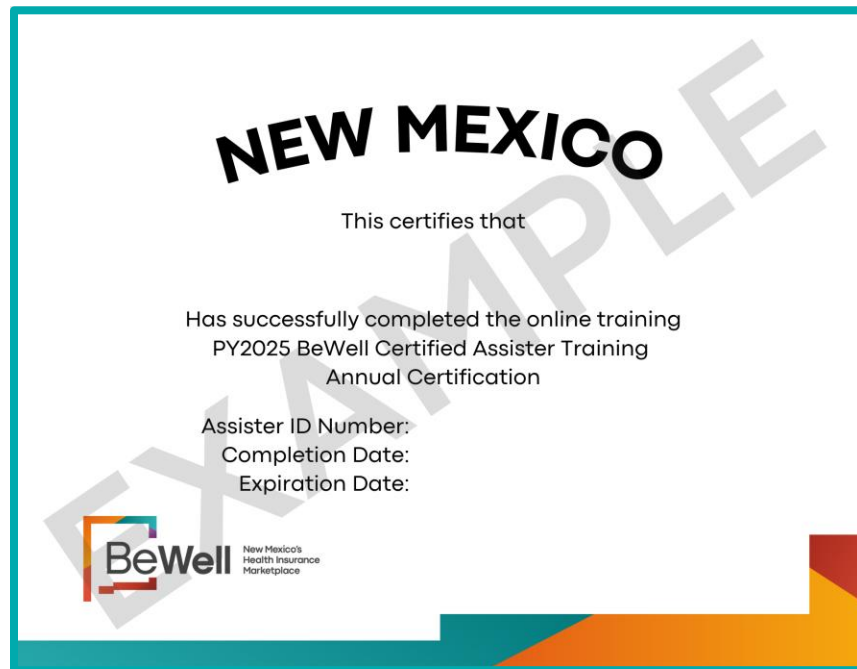 NEW MEXICO
This certifies that
Has successfully completed the online training
PY2025 BeWell Certified Assister Training
Annual Certification
Assister ID Number:
Completion Date:
Expiration Date:
EXAMPLE
BeWell
New Mexico's
Health Insurance
Marketplace